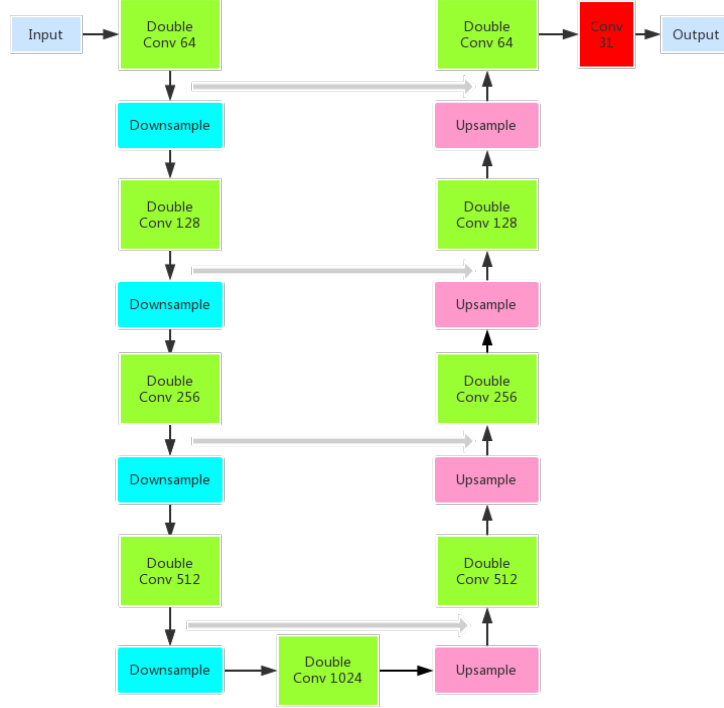 Input
Double
Conv 64
Downsample
Double
Conv 128
Downsample
Double
Conv 256
Downsample
Double
Conv 512
Downsample
Double
Conv 1024
Upsample
Double
Conv 512
Upsample
Double
Conv 256
Upsample
Double
Conv 128
Upsample
Double
Conv 64
Conv
31
Output